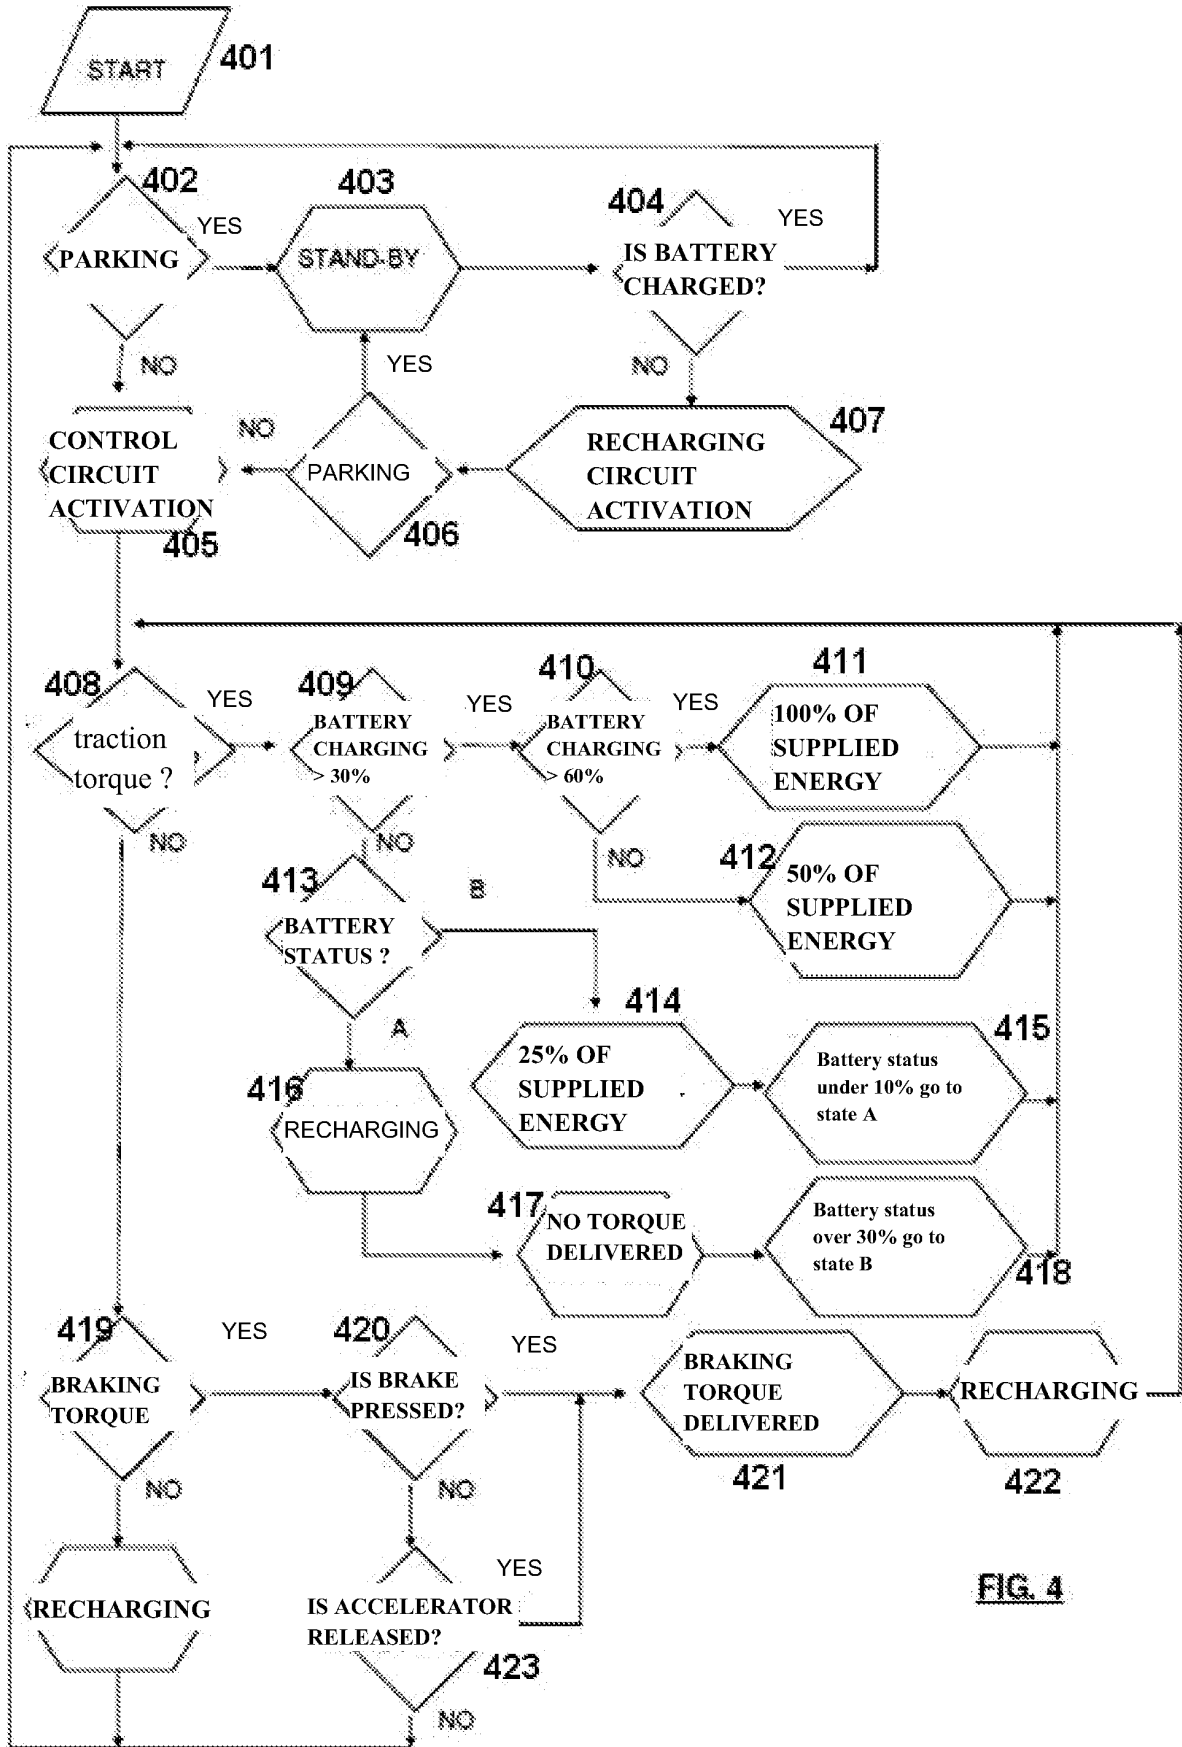 START
401
402
403
404
YES
YES
PARKING
STAND-BY
IS BATTERY
CHARGED?
NO
YES
NO
407
CONTROL
CIRCUIT
ACTIVATION
NO
PARKING
RECHARGING
CIRCUIT
ACTIVATION
405
406
408
409
410
411
YES
YES
YES
traction
torque ?
BATTERY
CHARGING
> 30%
BATTERY
CHARGING
> 60%
100% OF
SUPPLIED
ENERGY
NO
NO
NO
412
50% OF
SUPPLIED
ENERGY
413
B
BATTERY
STATUS ?
A
414
415
25% OF
SUPPLIED
ENERGY
Battery status
under 10% go to
state A
416
RECHARGING
417
NO TORQUE
DELIVERED
Battery status
over 30% go to
state B
418
419
YES
420
YES
BRAKING
TORQUE
IS BRAKE
PRESSED?
BRAKING
TORQUE
DELIVERED
RECHARGING
421
422
NO
NO
YES
RECHARGING
IS ACCELERATOR
RELEASED?
423
NO
FIG. 4